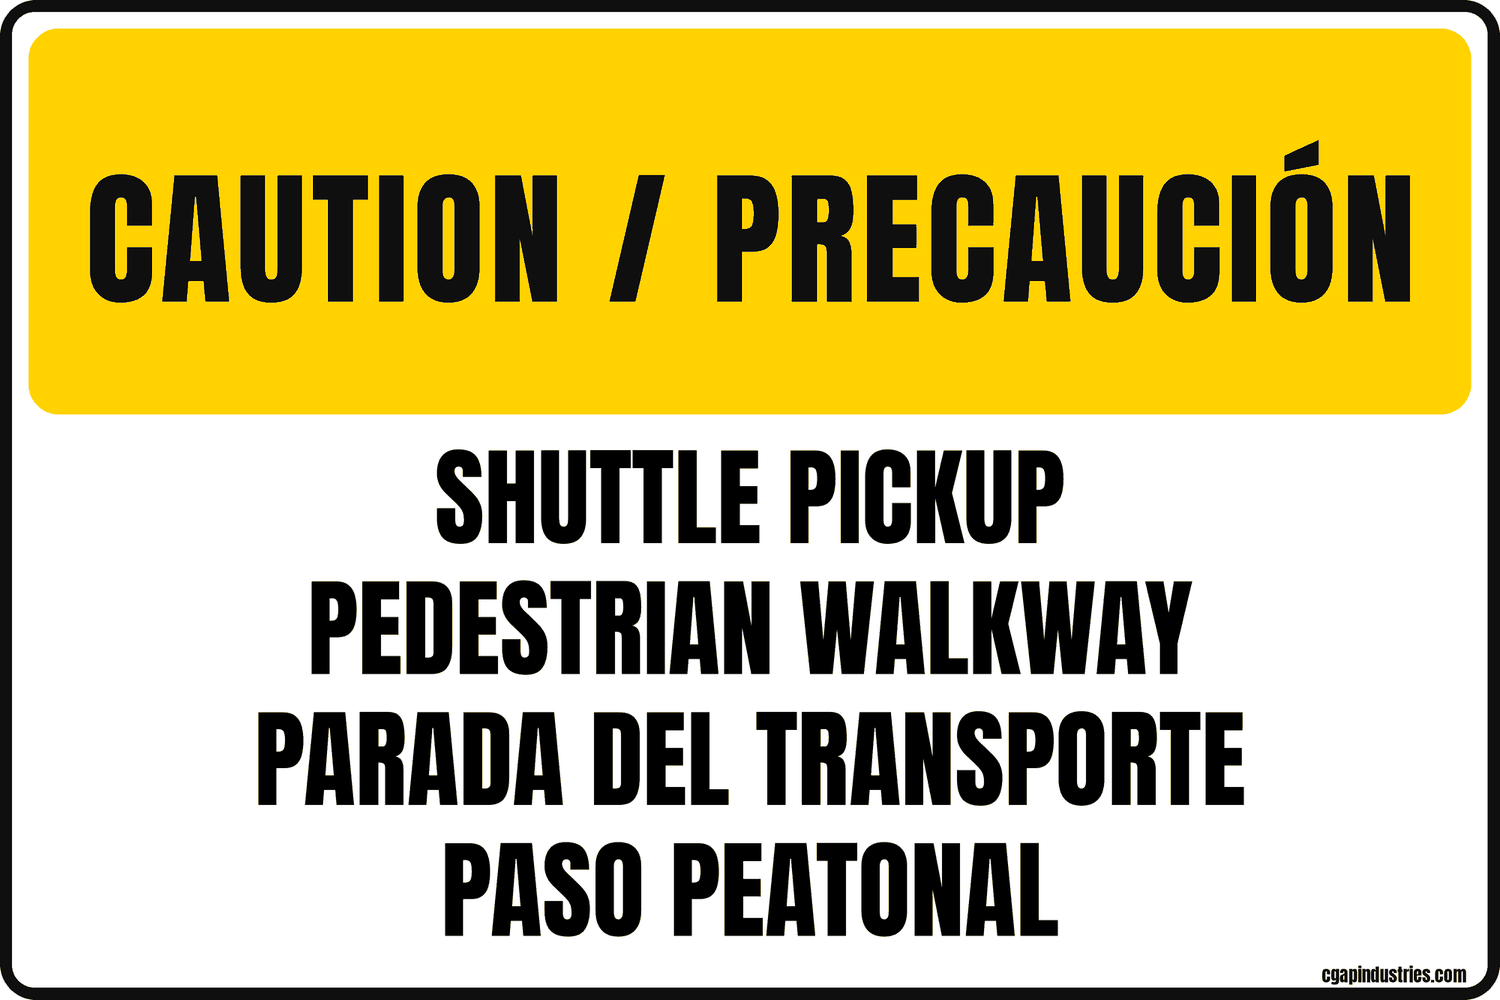 CAUTION / PRECAUCIÓN
SHUTTLE PICKUP
PEDESTRIAN WALKWAY
PARADA DEL TRANSPORTE
PASO PEATONAL
cgapindustries.com